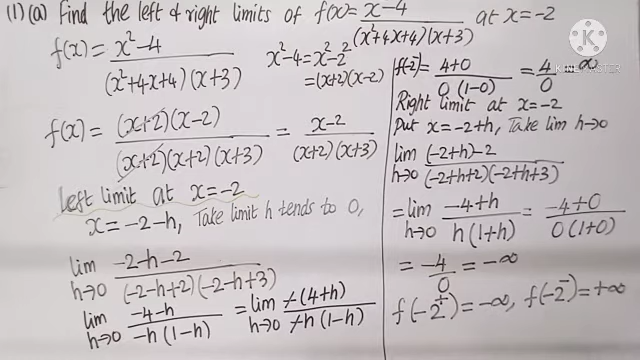 (1) (a) Find the left & right limits of f(x) = x-4 / (x²+4x+4)(x+3) at x=-2
f(x) = x²-4 / (x²+4x+4)(x+3)
x²-4 = x²-2²
= (x+2)(x-2)
f(x) = (x+2)(x-2) / (x+2)(x+2)(x+3) = x-2 / (x+2)(x+3)
left limit at x=-2
x = -2-h, Take limit h tends to 0,
lim h→0 -2-h-2 / (-2-h+2)(-2-h+3)
lim h→0 -4-h / -h(1-h) = lim h→0 -(4+h) / -h(1-h)
f(-2⁻) = 4+0 / 0(1-0) = 4/0 = ∞
Right limit at x=-2
Put x=-2+h, Take lim h→0
lim h→0 (-2+h)-2 / (-2+h+2)(-2+h+3)
= lim h→0 -4+h / h(1+h) = -4+0 / 0(1+0)
= -4/0 = -∞
f(-2⁺) = -∞, f(-2⁻) = +∞
K
KINEMASTER